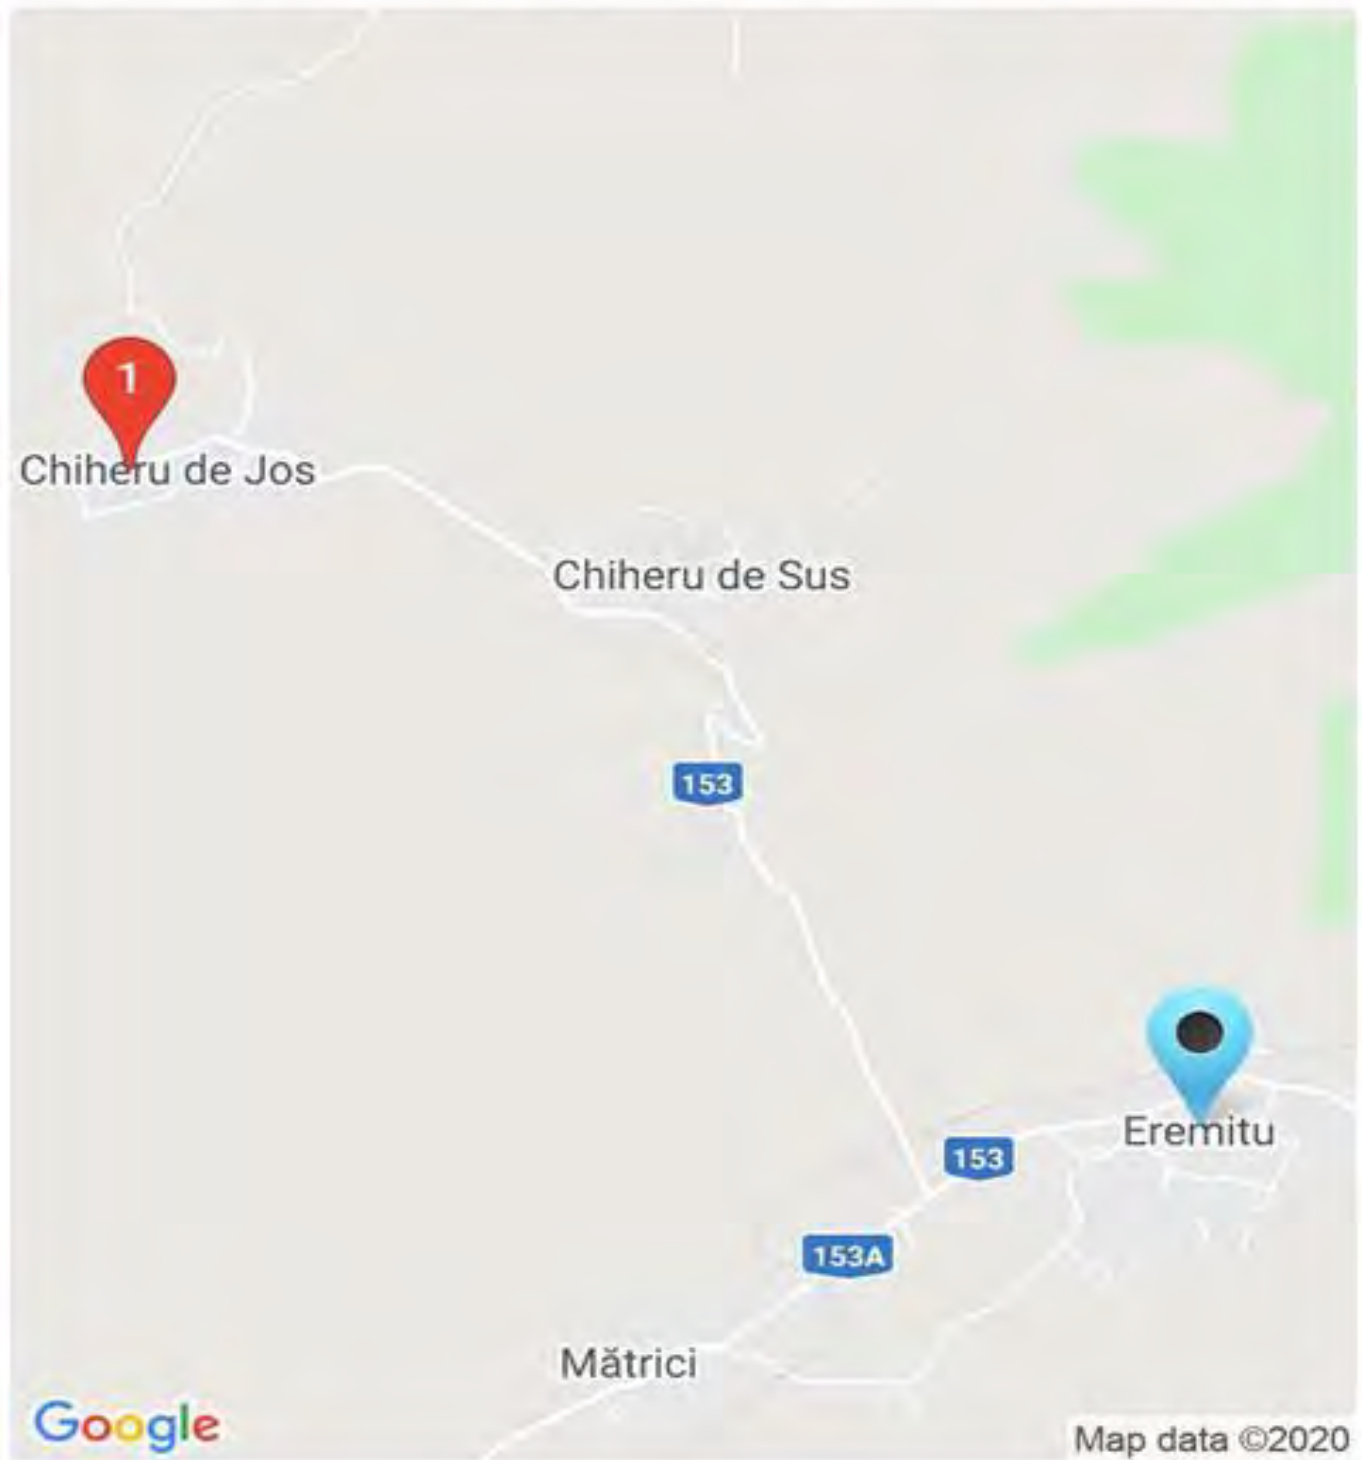 1
Chiheru de Jos
Chiheru de Sus
153
Eremitu
153
153A
Mătrici
Google
Map data ©2020